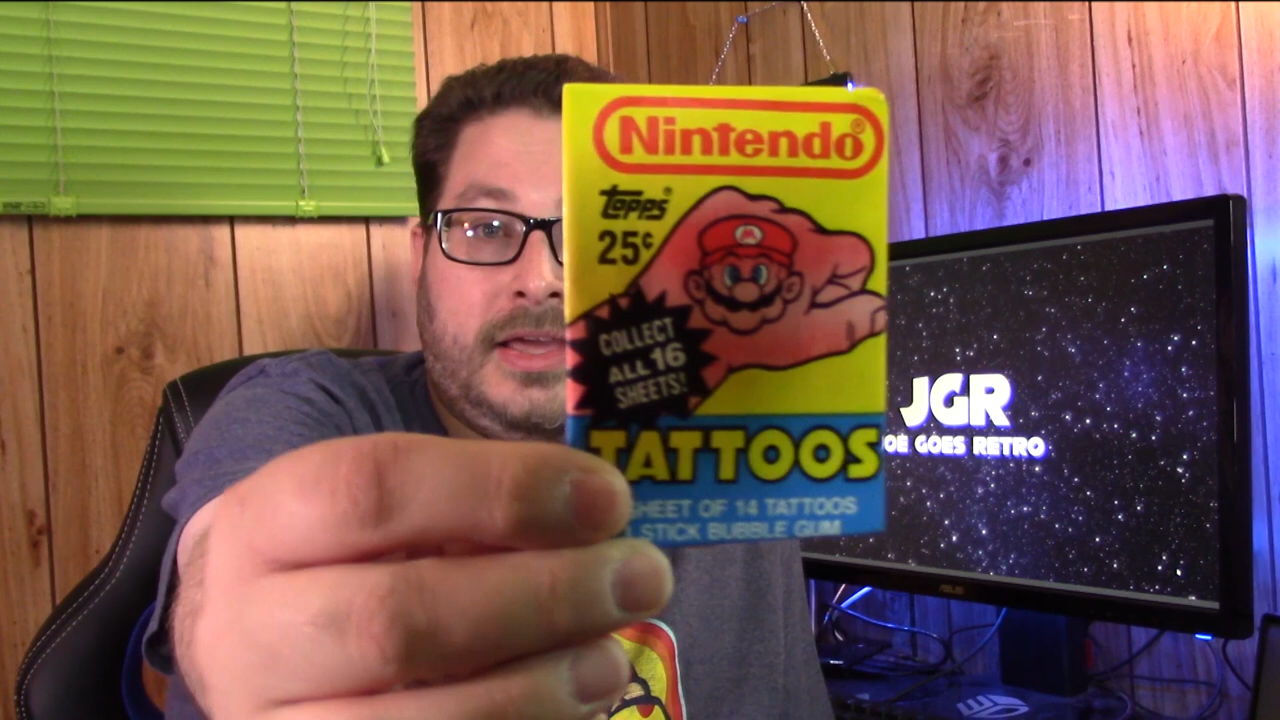 Nintendo®
Topps®
25¢
COLLECT
ALL 16
SHEETS!
TATTOOS
SHEET OF 14 TATTOOS
STICK BUBBLE GUM
JGR
OE GOES RETRO
ASUS